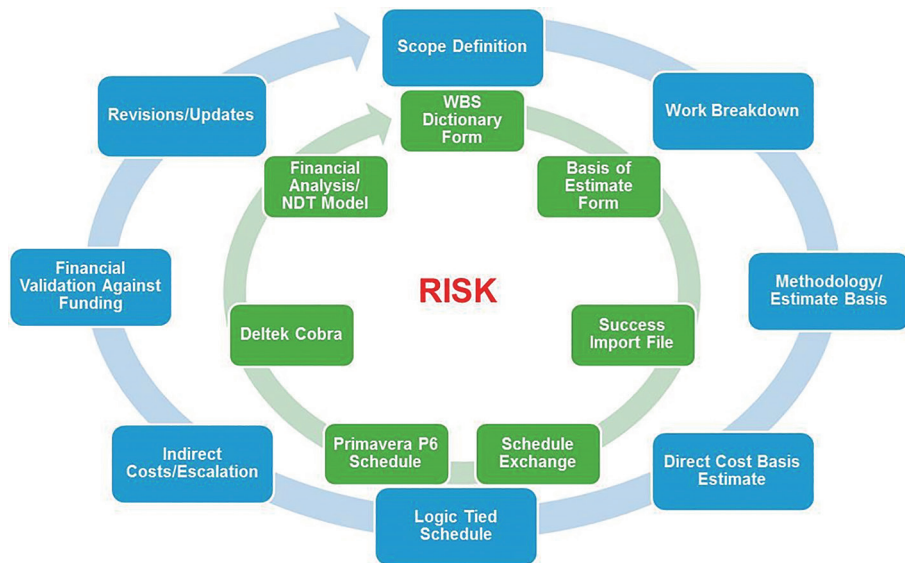 Scope Definition
Work Breakdown
Methodology/
Estimate Basis
Direct Cost Basis
Estimate
Logic Tied
Schedule
Indirect
Costs/Escalation
Financial
Validation Against
Funding
Revisions/Updates
WBS
Dictionary
Form
Basis of
Estimate
Form
Success
Import File
Schedule
Exchange
Primavera P6
Schedule
Deltek Cobra
Financial
Analysis/
NDT Model
RISK